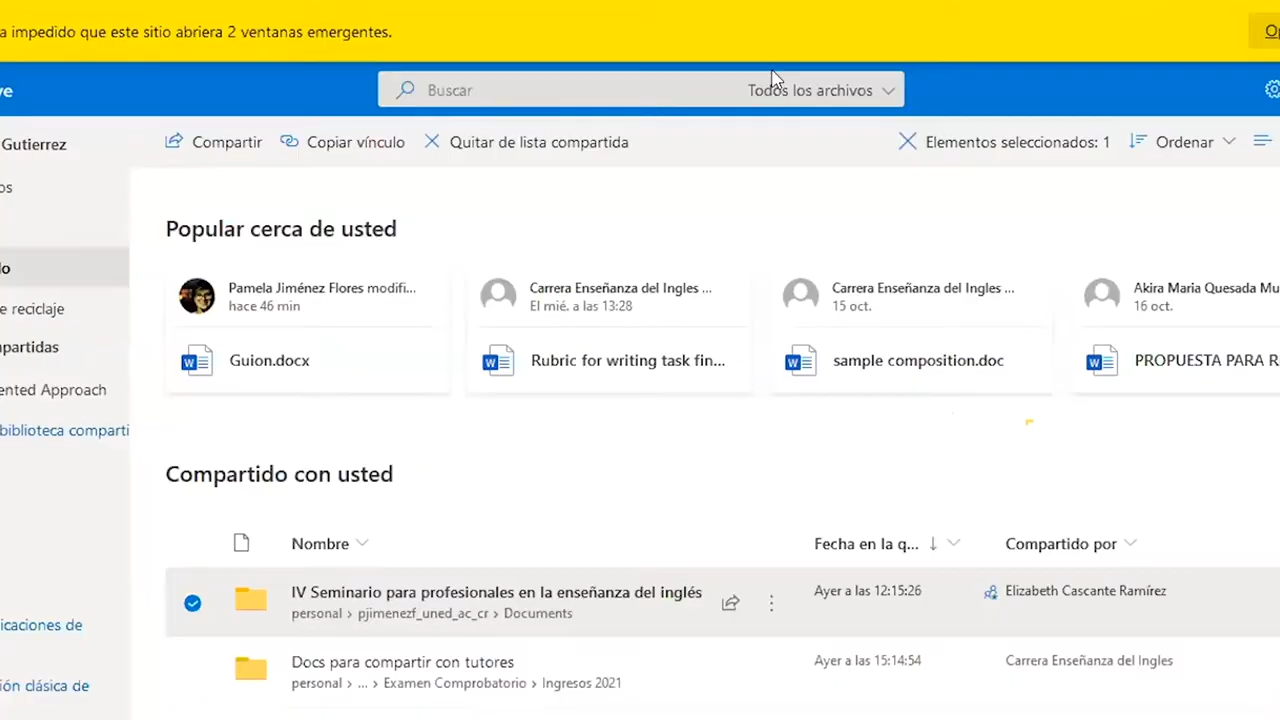 a impedido que este sitio abriera 2 ventanas emergentes.
Op
ve
Buscar
Todos los archivos
Gutierrez
Compartir
Copiar vínculo
Quitar de lista compartida
Elementos seleccionados: 1
Ordenar
os
lo
e reciclaje
partidas
ented Approach
biblioteca comparti
icaciones de
ión clásica de
Popular cerca de usted
Pamela Jiménez Flores modifi...
hace 46 min
Guion.docx
Carrera Enseñanza del Ingles ...
El mié. a las 13:28
Rubric for writing task fin...
Carrera Enseñanza del Ingles ...
15 oct.
sample composition.doc
Akira Maria Quesada Mu
16 oct.
PROPUESTA PARA R
Compartido con usted
Nombre
Fecha en la q...
Compartido por
IV Seminario para profesionales en la enseñanza del inglés
personal › pjimenezf_uned_ac_cr › Documents
Ayer a las 12:15:26
Elizabeth Cascante Ramírez
Docs para compartir con tutores
personal › ... › Examen Comprobatorio › Ingresos 2021
Ayer a las 15:14:54
Carrera Enseñanza del Ingles